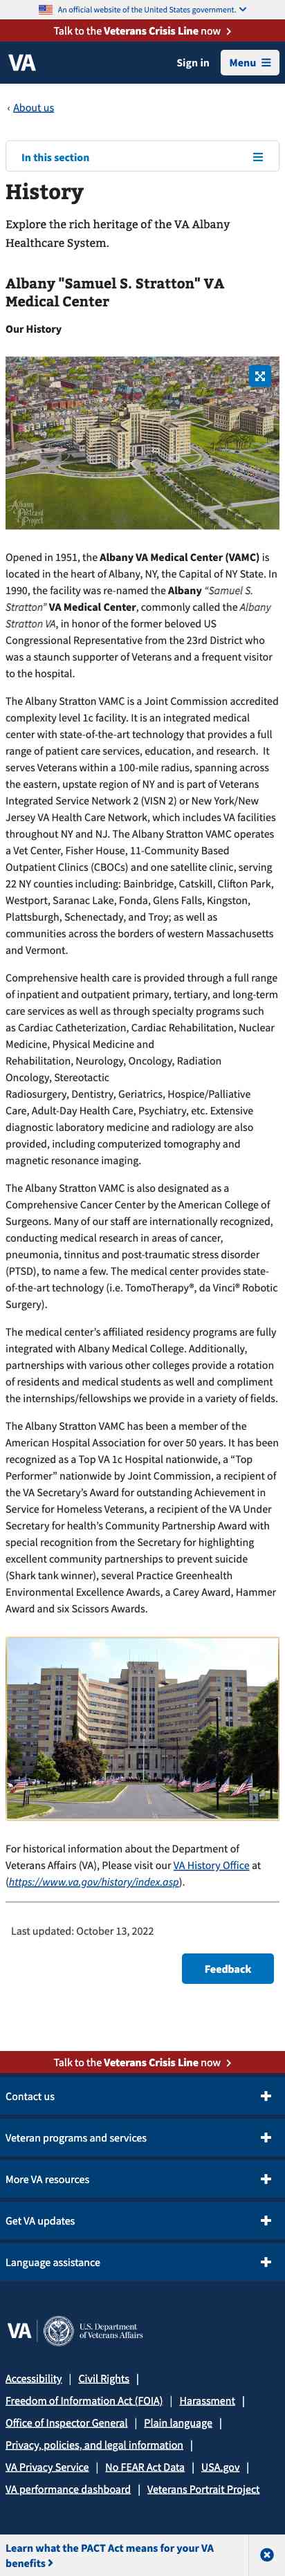 An official website of the United States government.
Talk to the Veterans Crisis Line now
VA
Sign in
Menu
About us
In this section
History
Explore the rich heritage of the VA Albany
Healthcare System.
Albany "Samuel S. Stratton" VA
Medical Center
Our History
Albany
Postcard
Project
Opened in 1951, the Albany VA Medical Center (VAMC) is
located in the heart of Albany, NY, the Capital of NY State. In
1990, the facility was re-named the Albany “Samuel S.
Stratton” VA Medical Center, commonly called the Albany
Stratton VA, in honor of the former beloved US
Congressional Representative from the 23rd District who
was a staunch supporter of Veterans and a frequent visitor
to the hospital.
The Albany Stratton VAMC is a Joint Commission accredited
complexity level 1c facility. It is an integrated medical
center with state-of-the-art technology that provides a full
range of patient care services, education, and research. It
serves Veterans within a 100-mile radius, spanning across
the eastern, upstate region of NY and is part of Veterans
Integrated Service Network 2 (VISN 2) or New York/New
Jersey VA Health Care Network, which includes VA facilities
throughout NY and NJ. The Albany Stratton VAMC operates
a Vet Center, Fisher House, 11-Community Based
Outpatient Clinics (CBOCs) and one satellite clinic, serving
22 NY counties including: Bainbridge, Catskill, Clifton Park,
Westport, Saranac Lake, Fonda, Glens Falls, Kingston,
Plattsburgh, Schenectady, and Troy; as well as
communities across the borders of western Massachusetts
and Vermont.
Comprehensive health care is provided through a full range
of inpatient and outpatient primary, tertiary, and long-term
care services as well as through specialty programs such
as Cardiac Catheterization, Cardiac Rehabilitation, Nuclear
Medicine, Physical Medicine and
Rehabilitation, Neurology, Oncology, Radiation
Oncology, Stereotactic
Radiosurgery, Dentistry, Geriatrics, Hospice/Palliative
Care, Adult-Day Health Care, Psychiatry, etc. Extensive
diagnostic laboratory medicine and radiology are also
provided, including computerized tomography and
magnetic resonance imaging.
The Albany Stratton VAMC is also designated as a
Comprehensive Cancer Center by the American College of
Surgeons. Many of our staff are internationally recognized,
conducting medical research in areas of cancer,
pneumonia, tinnitus and post-traumatic stress disorder
(PTSD), to name a few. The medical center provides state-
of-the-art technology (i.e. TomoTherapy®, da Vinci® Robotic
Surgery).
The medical center’s affiliated residency programs are fully
integrated with Albany Medical College. Additionally,
partnerships with various other colleges provide a rotation
of residents and medical students as well and compliment
the internships/fellowships we provide in a variety of fields.
The Albany Stratton VAMC has been a member of the
American Hospital Association for over 50 years. It has been
recognized as a Top VA 1c Hospital nationwide, a “Top
Performer” nationwide by Joint Commission, a recipient of
the VA Secretary’s Award for outstanding Achievement in
Service for Homeless Veterans, a recipient of the VA Under
Secretary for health’s Community Partnership Award with
special recognition from the Secretary for highlighting
excellent community partnerships to prevent suicide
(Shark tank winner), several Practice Greenhealth
Environmental Excellence Awards, a Carey Award, Hammer
Award and six Scissors Awards.
For historical information about the Department of
Veterans Affairs (VA), Please visit our VA History Office at
(https://www.va.gov/history/index.asp).
Last updated: October 13, 2022
Feedback
Talk to the Veterans Crisis Line now
Contact us
Veteran programs and services
More VA resources
Get VA updates
Language assistance
VA
U.S. Department
of Veterans Affairs
Accessibility | Civil Rights |
Freedom of Information Act (FOIA) | Harassment |
Office of Inspector General | Plain language |
Privacy, policies, and legal information |
VA Privacy Service | No FEAR Act Data | USA.gov |
VA performance dashboard | Veterans Portrait Project
Learn what the PACT Act means for your VA
benefits